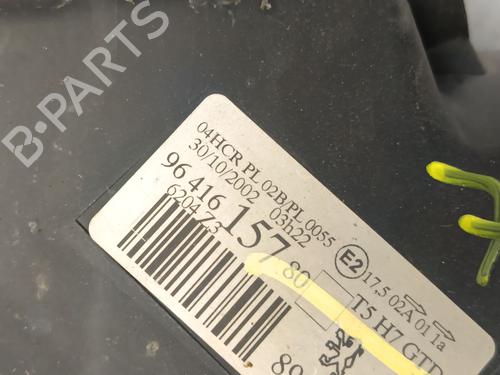 B-PARTS
04HCR PL 02B/PL 0055
30/10/2002 03h22
96 416 157 80
620473
E2 17,5 02A 01 1a
T5 H7 GTD